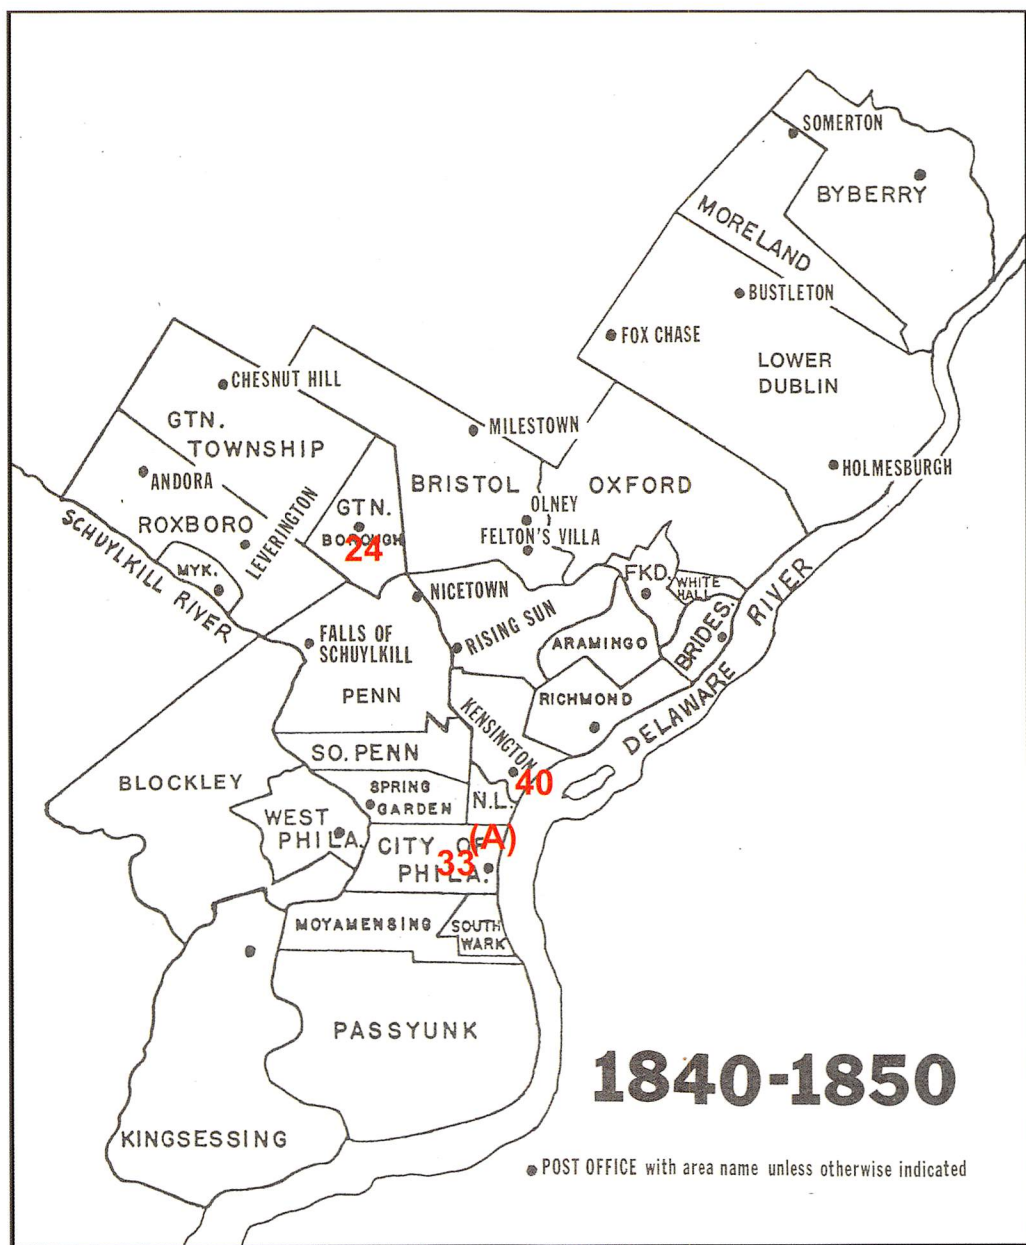 SOMERTON
BYBERRY
MORELAND
BUSTLETON
FOX CHASE
LOWER
DUBLIN
CHESNUT HILL
GTN.
TOWNSHIP
MILESTOWN
HOLMESBURGH
ANDORA
BRISTOL
OXFORD
OLNEY
FELTON'S VILLA
GTN.
BOROUGH
24
ROXBORO
LEVERINGTON
SCHUYLKILL RIVER
MYK.
FKD.
WHITE
HALL
NICETOWN
RISING SUN
BRIDES.
DELAWARE RIVER
FALLS OF
SCHUYLKILL
ARAMINGO
PENN
RICHMOND
KENSINGTON
SO. PENN
40
BLOCKLEY
SPRING
GARDEN
N.L.
WEST
PHILA.
(A)
CITY OF
PHILA.
33
MOYAMENSING
SOUTH
WARK
PASSYUNK
1840-1850
KINGSESSING
POST OFFICE with area name unless otherwise indicated